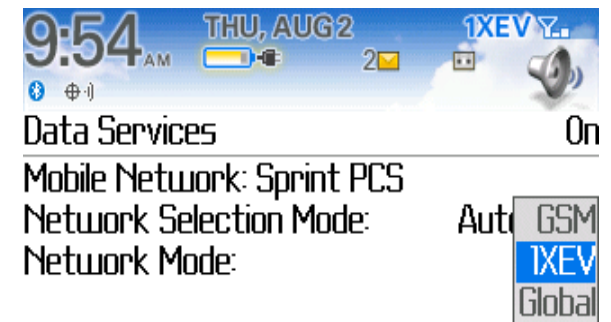 9:54 AM THU, AUG 2 1XEV
2
Data Services On
Mobile Network: Sprint PCS
Network Selection Mode: Aut
Network Mode:
GSM
1XEV
Global